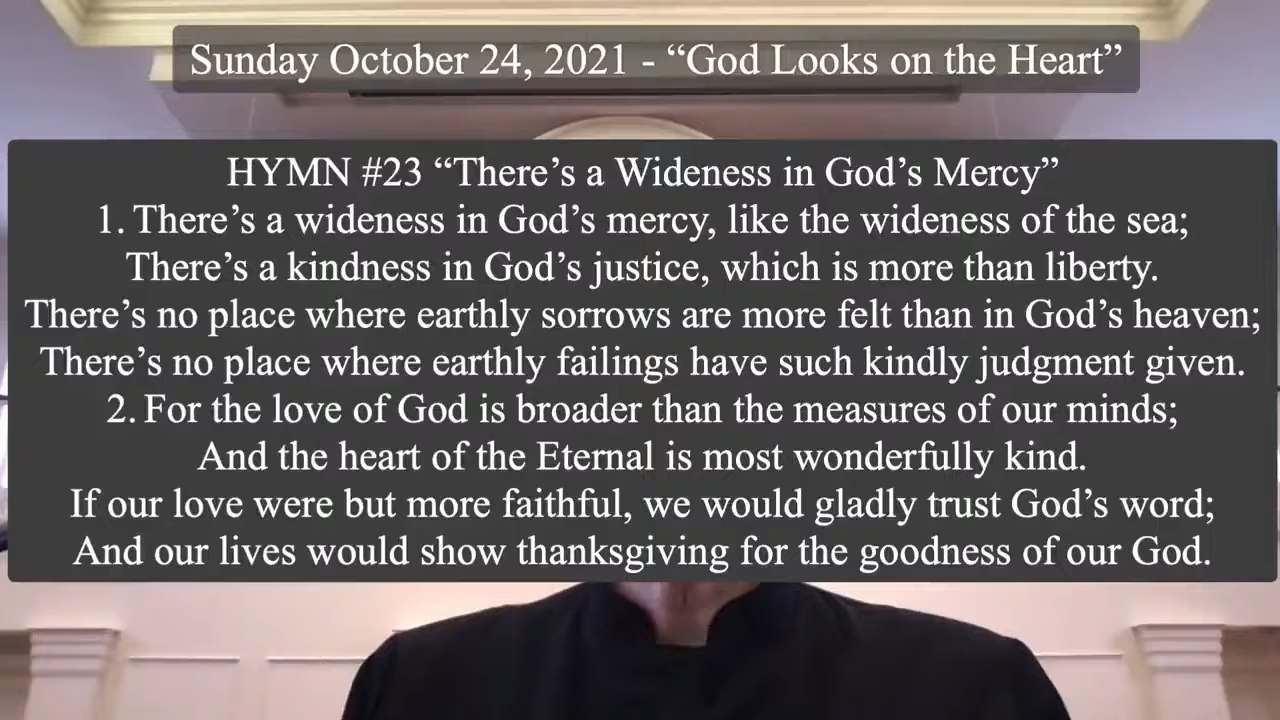 Sunday October 24, 2021 - “God Looks on the Heart”
HYMN #23 “There’s a Wideness in God’s Mercy”
1. There’s a wideness in God’s mercy, like the wideness of the sea;
There’s a kindness in God’s justice, which is more than liberty.
There’s no place where earthly sorrows are more felt than in God’s heaven;
There’s no place where earthly failings have such kindly judgment given.
2. For the love of God is broader than the measures of our minds;
And the heart of the Eternal is most wonderfully kind.
If our love were but more faithful, we would gladly trust God’s word;
And our lives would show thanksgiving for the goodness of our God.